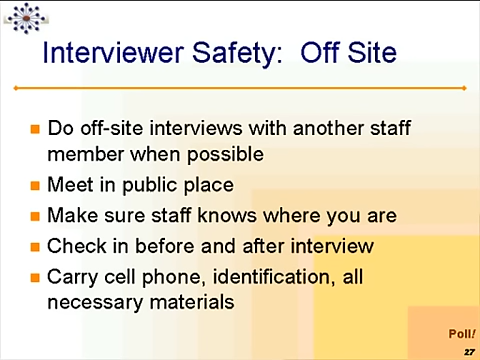 Interviewer Safety: Off Site
Do off-site interviews with another staff
member when possible
Meet in public place
Make sure staff knows where you are
Check in before and after interview
Carry cell phone, identification, all
necessary materials
Poll!
27